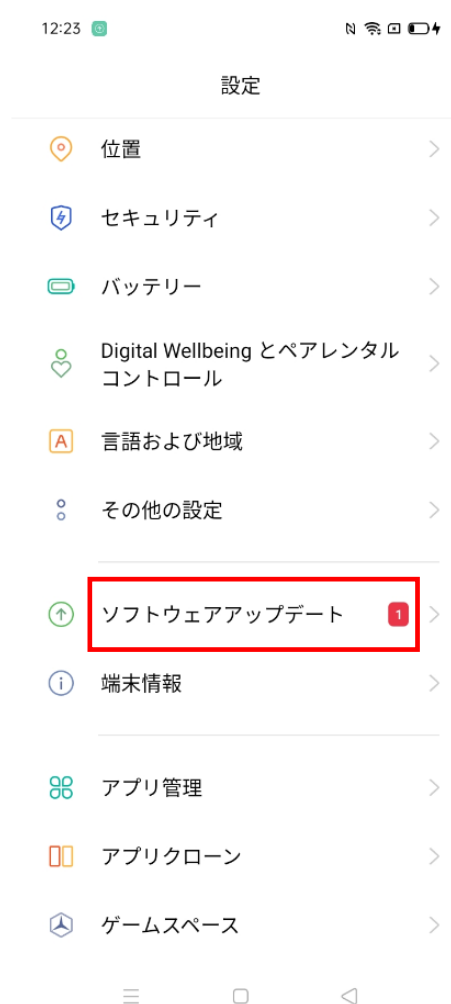 12:23
設定
位置
セキュリティ
バッテリー
Digital Wellbeing とペアレンタル
コントロール
A 言語および地域
その他の設定
ソフトウェアアップデート 1
端末情報
アプリ管理
アプリクローン
ゲームスペース